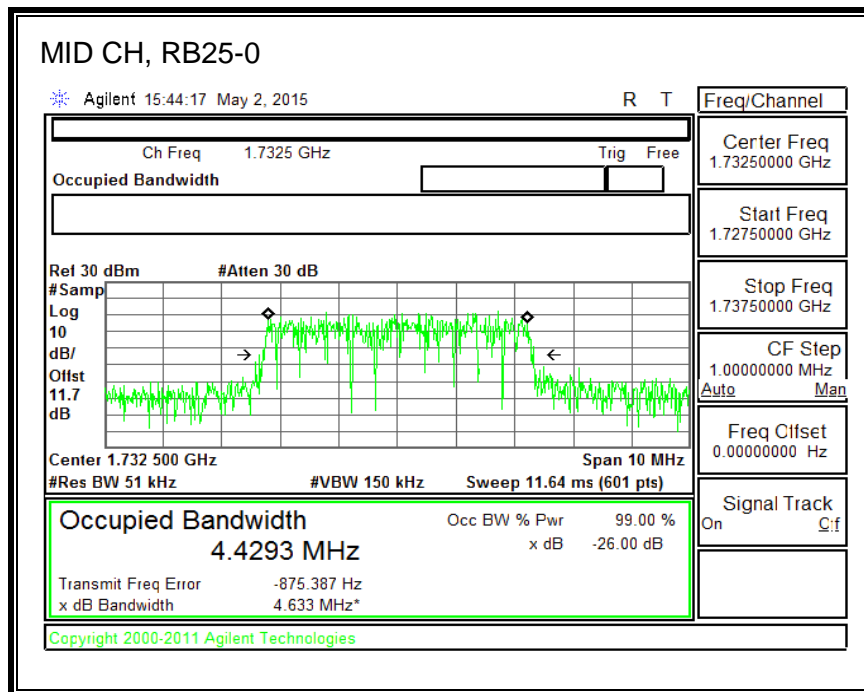 MID CH, RB25-0
Agilent 15:44:17 May 2, 2015 R T
Freq/Channel
Ch Freq 1.7325 GHz Trig Free
Occupied Bandwidth
Center Freq
1.73250000 GHz
Start Freq
1.72750000 GHz
Stop Freq
1.73750000 GHz
CF Step
1.00000000 MHz
Auto Man
Freq Offset
0.00000000 Hz
Signal Track
On Off
Ref 30 dBm #Atten 30 dB
#Samp
Log
10
dB/
Offst
11.7
dB
Center 1.732 500 GHz Span 10 MHz
#Res BW 51 kHz #VBW 150 kHz Sweep 11.64 ms (601 pts)
Occupied Bandwidth
4.4293 MHz
Occ BW % Pwr 99.00 %
x dB -26.00 dB
Transmit Freq Error -875.387 Hz
x dB Bandwidth 4.633 MHz*
Copyright 2000-2011 Agilent Technologies